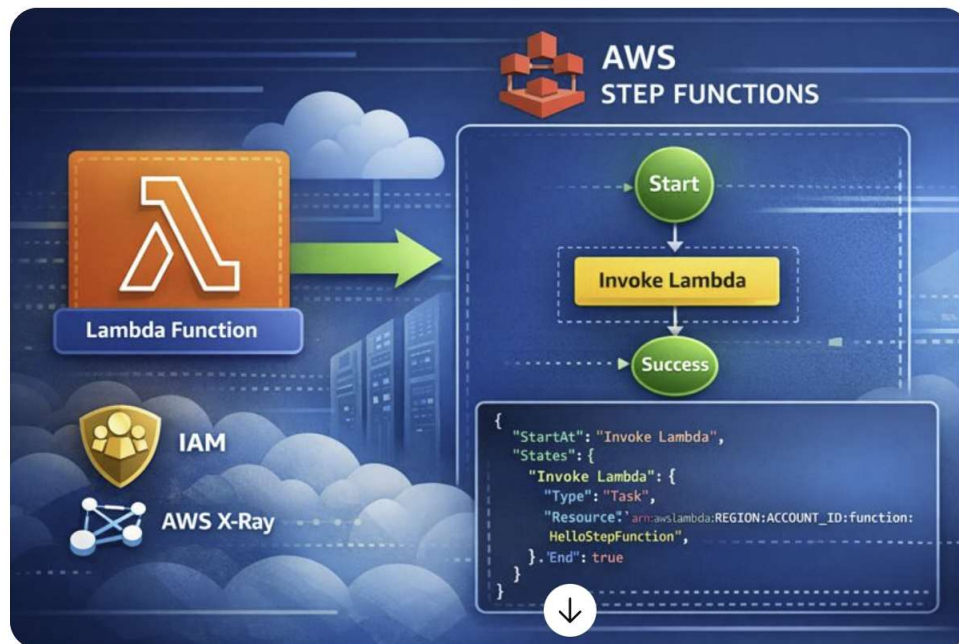 AWS
STEP FUNCTIONS
Start
Invoke Lambda
Success
Lambda Function
IAM
AWS X-Ray
{
"StartAt": "Invoke Lambda",
"States": {
"Invoke Lambda": {
"Type": "Task",
"Resource": "arn:awslambda:REGION:ACCOUNT_ID:function:
HelloStepFunction",
}. "End": true
}
}